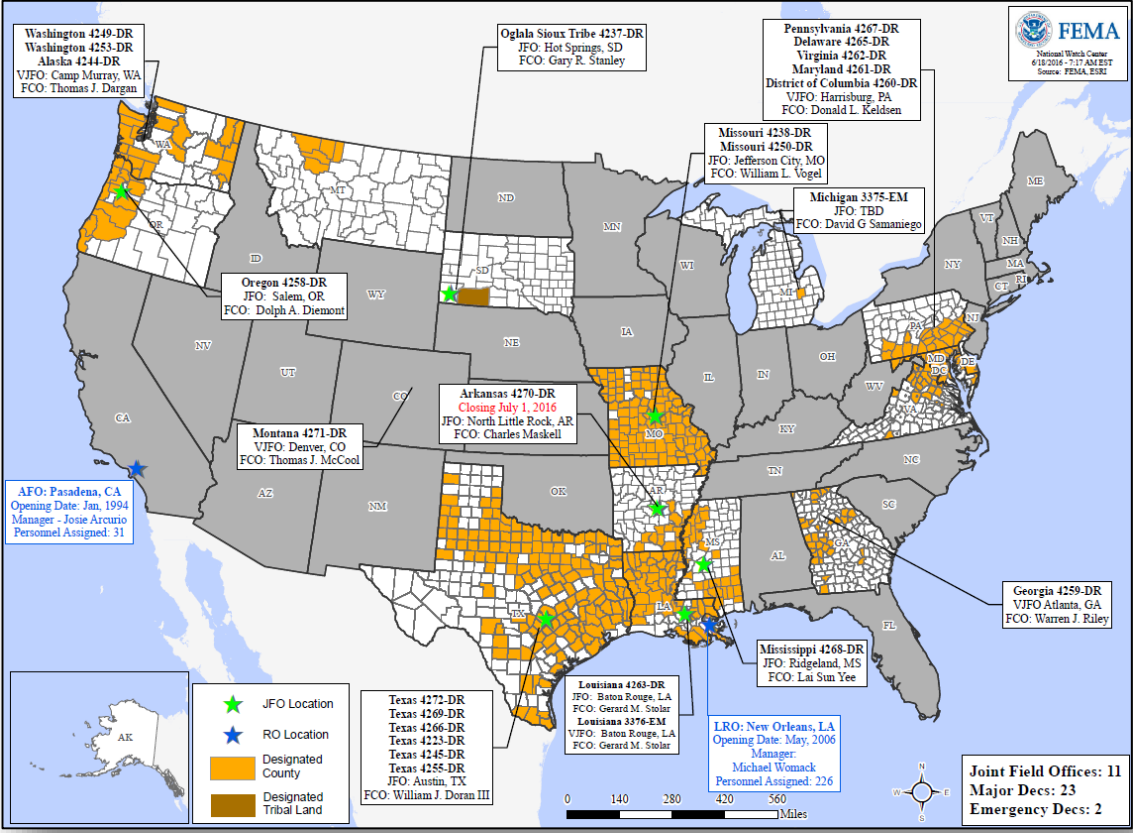 Washington 4249-DR
Washington 4253-DR
Alaska 4244-DR
VJFO: Camp Murray, WA
FCO: Thomas J. Dargan
Oglala Sioux Tribe 4237-DR
JFO: Hot Springs, SD
FCO: Gary R. Stanley
Pennsylvania 4267-DR
Delaware 4265-DR
Virginia 4262-DR
Maryland 4261-DR
District of Columbia 4260-DR
VJFO: Harrisburg, PA
FCO: Donald L. Keldsen
FEMA
National Watch Center
6/18/2016 - 7:17 AM EST
Source: FEMA, ESRI
Missouri 4238-DR
Missouri 4250-DR
JFO: Jefferson City, MO
FCO: William L. Vogel
Michigan 3375-EM
JFO: TBD
FCO: David G Samaniego
Oregon 4258-DR
JFO: Salem, OR
FCO: Dolph A. Diemont
Arkansas 4270-DR
Closing July 1, 2016
JFO: North Little Rock, AR
FCO: Charles Maskell
Montana 4271-DR
VJFO: Denver, CO
FCO: Thomas J. McCool
AFO: Pasadena, CA
Opening Date: Jan, 1994
Manager - Josie Arcurio
Personnel Assigned: 31
Georgia 4259-DR
VJFO Atlanta, GA
FCO: Warren J. Riley
Mississippi 4268-DR
JFO: Ridgeland, MS
FCO: Lai Sun Yee
Louisiana 4263-DR
JFO: Baton Rouge, LA
FCO: Gerard M. Stolar
Louisiana 3376-EM
VJFO: Baton Rouge, LA
FCO: Gerard M. Stolar
LRO: New Orleans, LA
Opening Date: May, 2006
Manager:
Michael Womack
Personnel Assigned: 226
Texas 4272-DR
Texas 4269-DR
Texas 4266-DR
Texas 4223-DR
Texas 4245-DR
Texas 4255-DR
JFO: Austin, TX
FCO: William J. Doran III
WA
MT
ND
MN
ME
OR
ID
SD
WI
MI
NY
VT
NH
MA
RI
CT
WY
IA
PA
NJ
NV
NE
OH
MD
DE
DC
UT
CO
IL
IN
WV
VA
CA
MO
KY
AZ
NM
OK
AR
TN
NC
SC
MS
AL
GA
TX
LA
FL
AK
JFO Location
RO Location
Designated
County
Designated
Tribal Land
0 140 280 420 560
Miles
N
W E
S
Joint Field Offices: 11
Major Decs: 23
Emergency Decs: 2